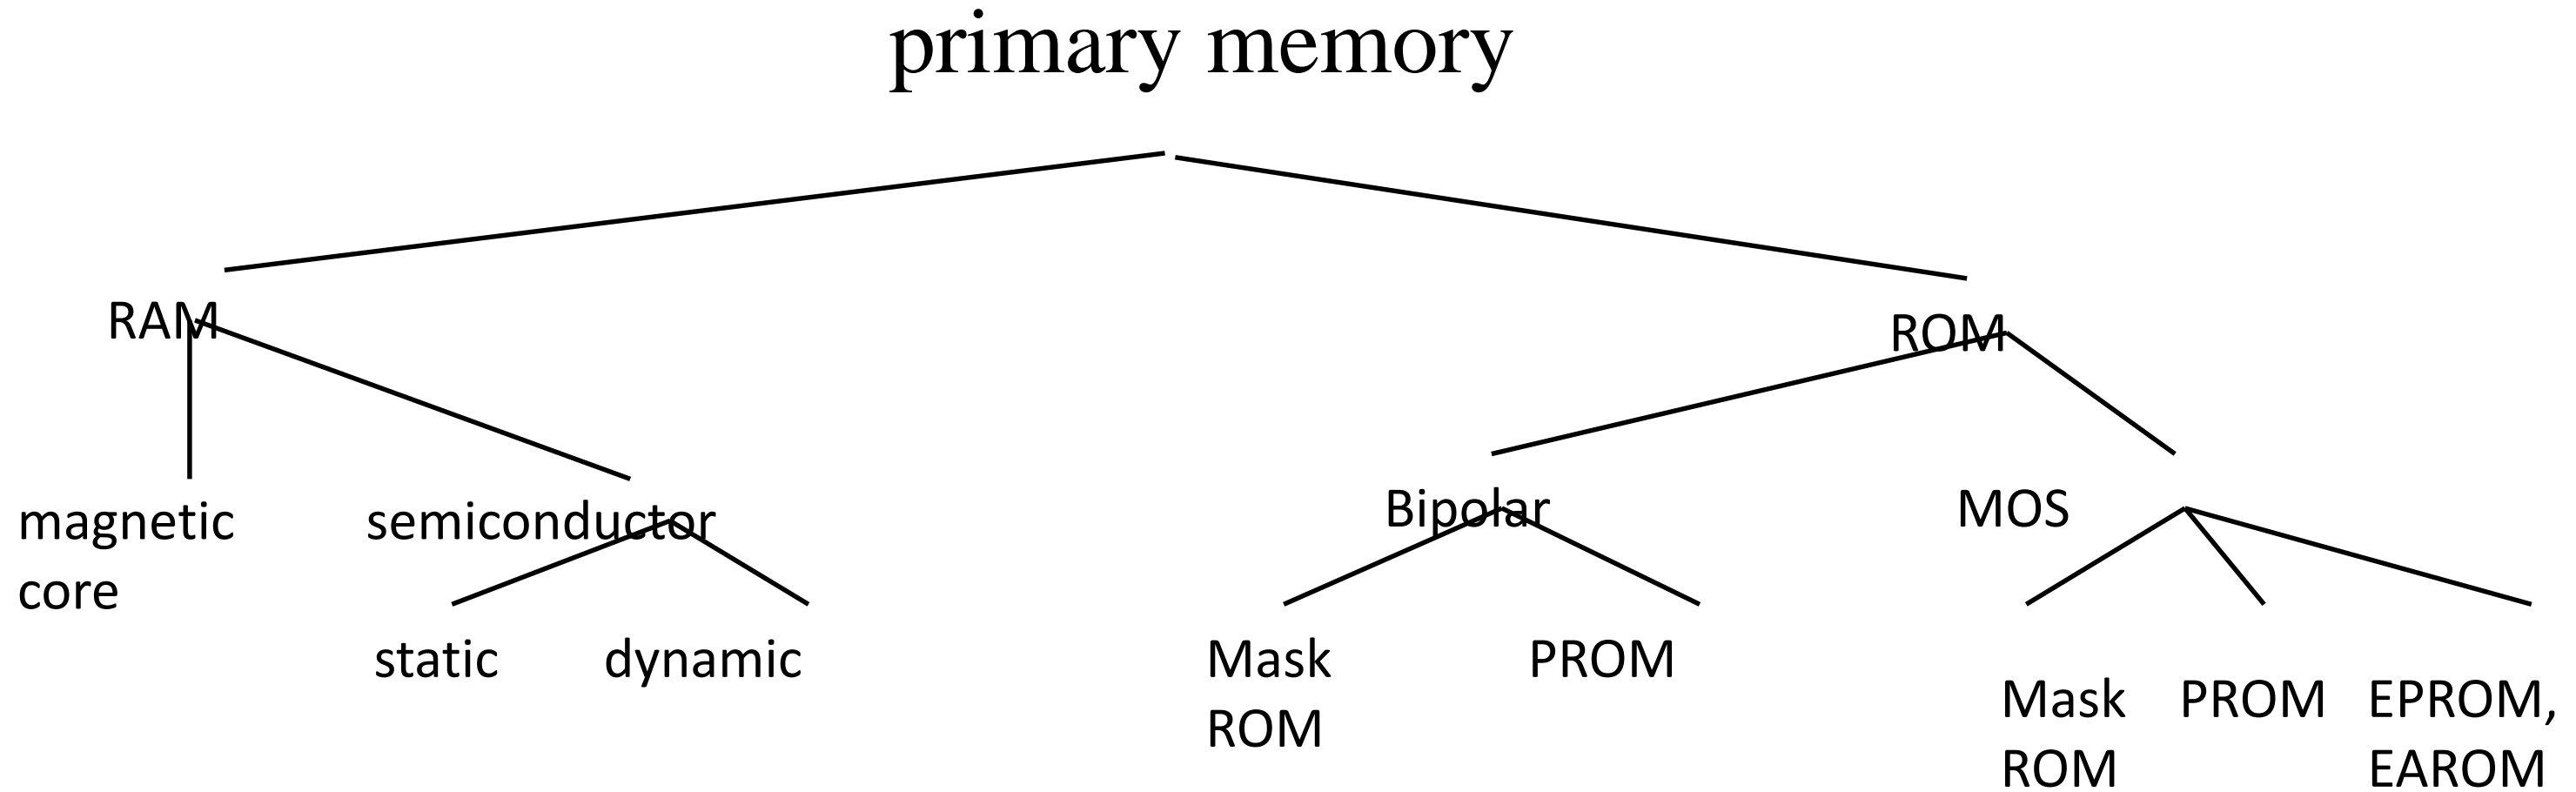 primary memory
RAM
ROM
magnetic
core
semiconductor
Bipolar
MOS
static
dynamic
Mask
ROM
PROM
Mask
ROM
PROM
EPROM,
EAROM